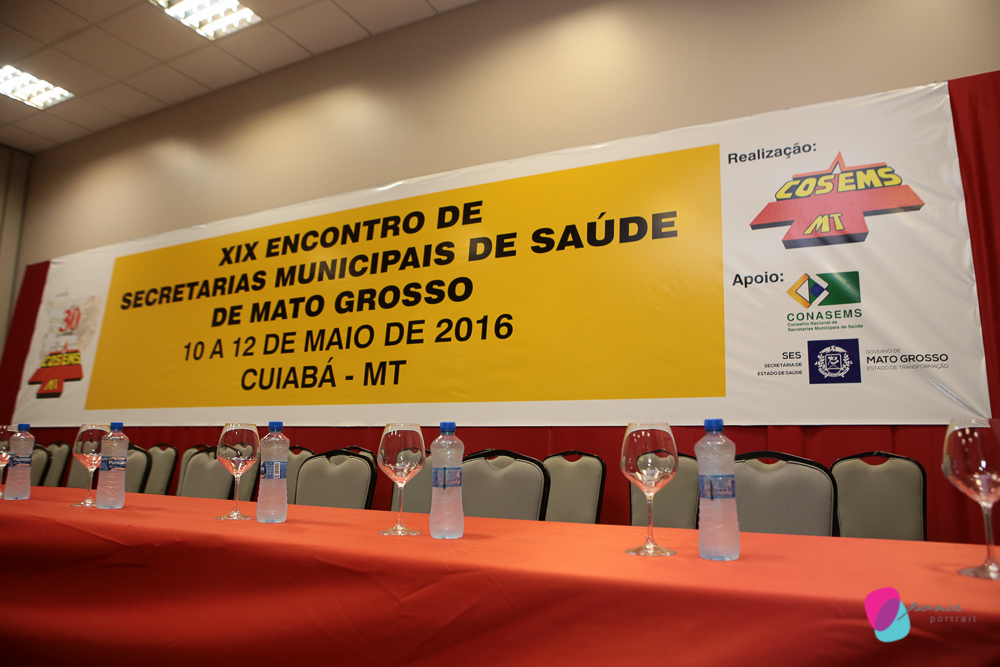 XIX ENCONTRO DE
SECRETARIAS MUNICIPAIS DE SAÚDE
DE MATO GROSSO
10 A 12 DE MAIO DE 2016
CUIABÁ - MT
Realização:
COSEMS
MT
Apoio:
CONASEMS
Conselho Nacional de
Secretarias Municipais de Saúde
SES
SECRETARIA DE
ESTADO DE SAÚDE
GOVERNO DE
MATO GROSSO
ESTADO DE TRANSFORMAÇÃO
30
COSEMS
MT
portrait